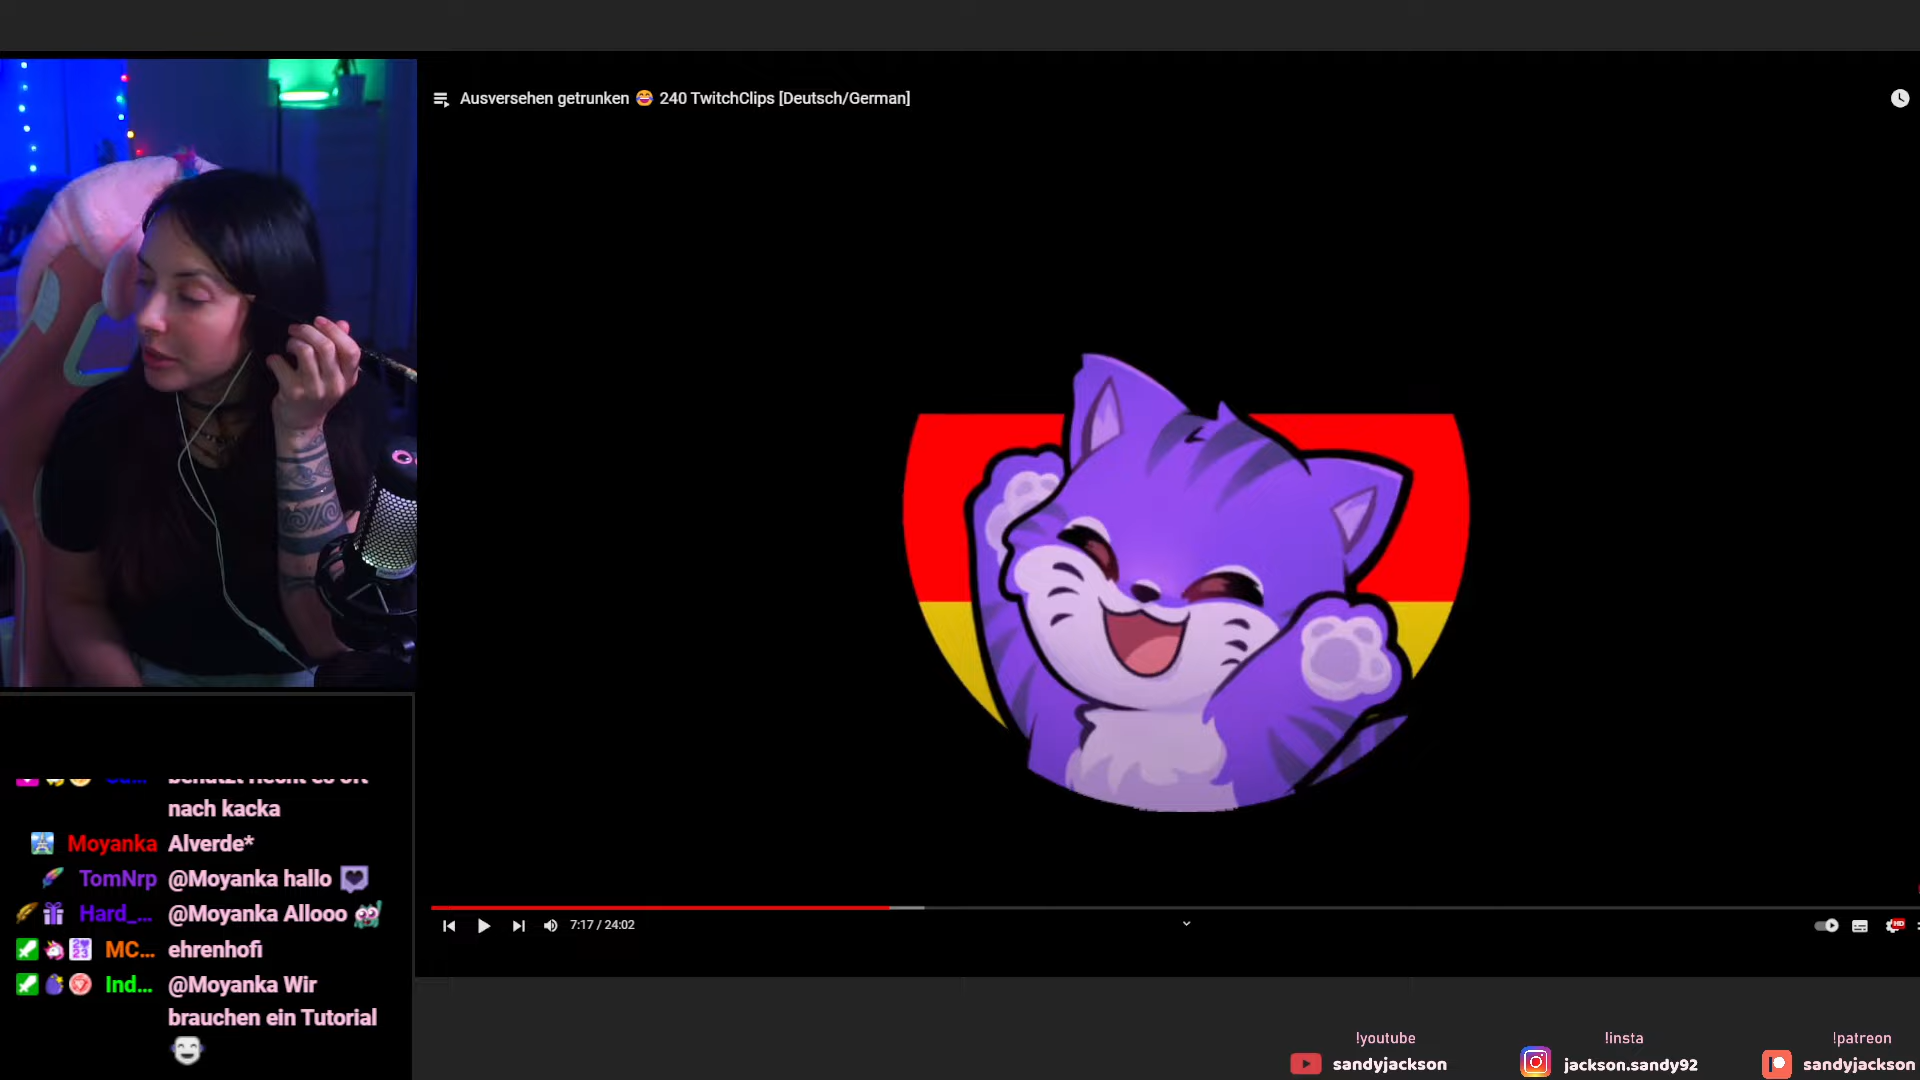 Ausversehen getrunken 😂 240 TwitchClips [Deutsch/German]
nach kacka
Moyanka Alverde*
TomNrp @Moyanka hallo
Hard_... @Moyanka Allooo
MC... ehrenhofi
Ind... @Moyanka Wir
brauchen ein Tutorial
7:17 / 24:02
HD
!youtube
sandyjackson
!insta
jackson.sandy92
!patreon
sandyjackson